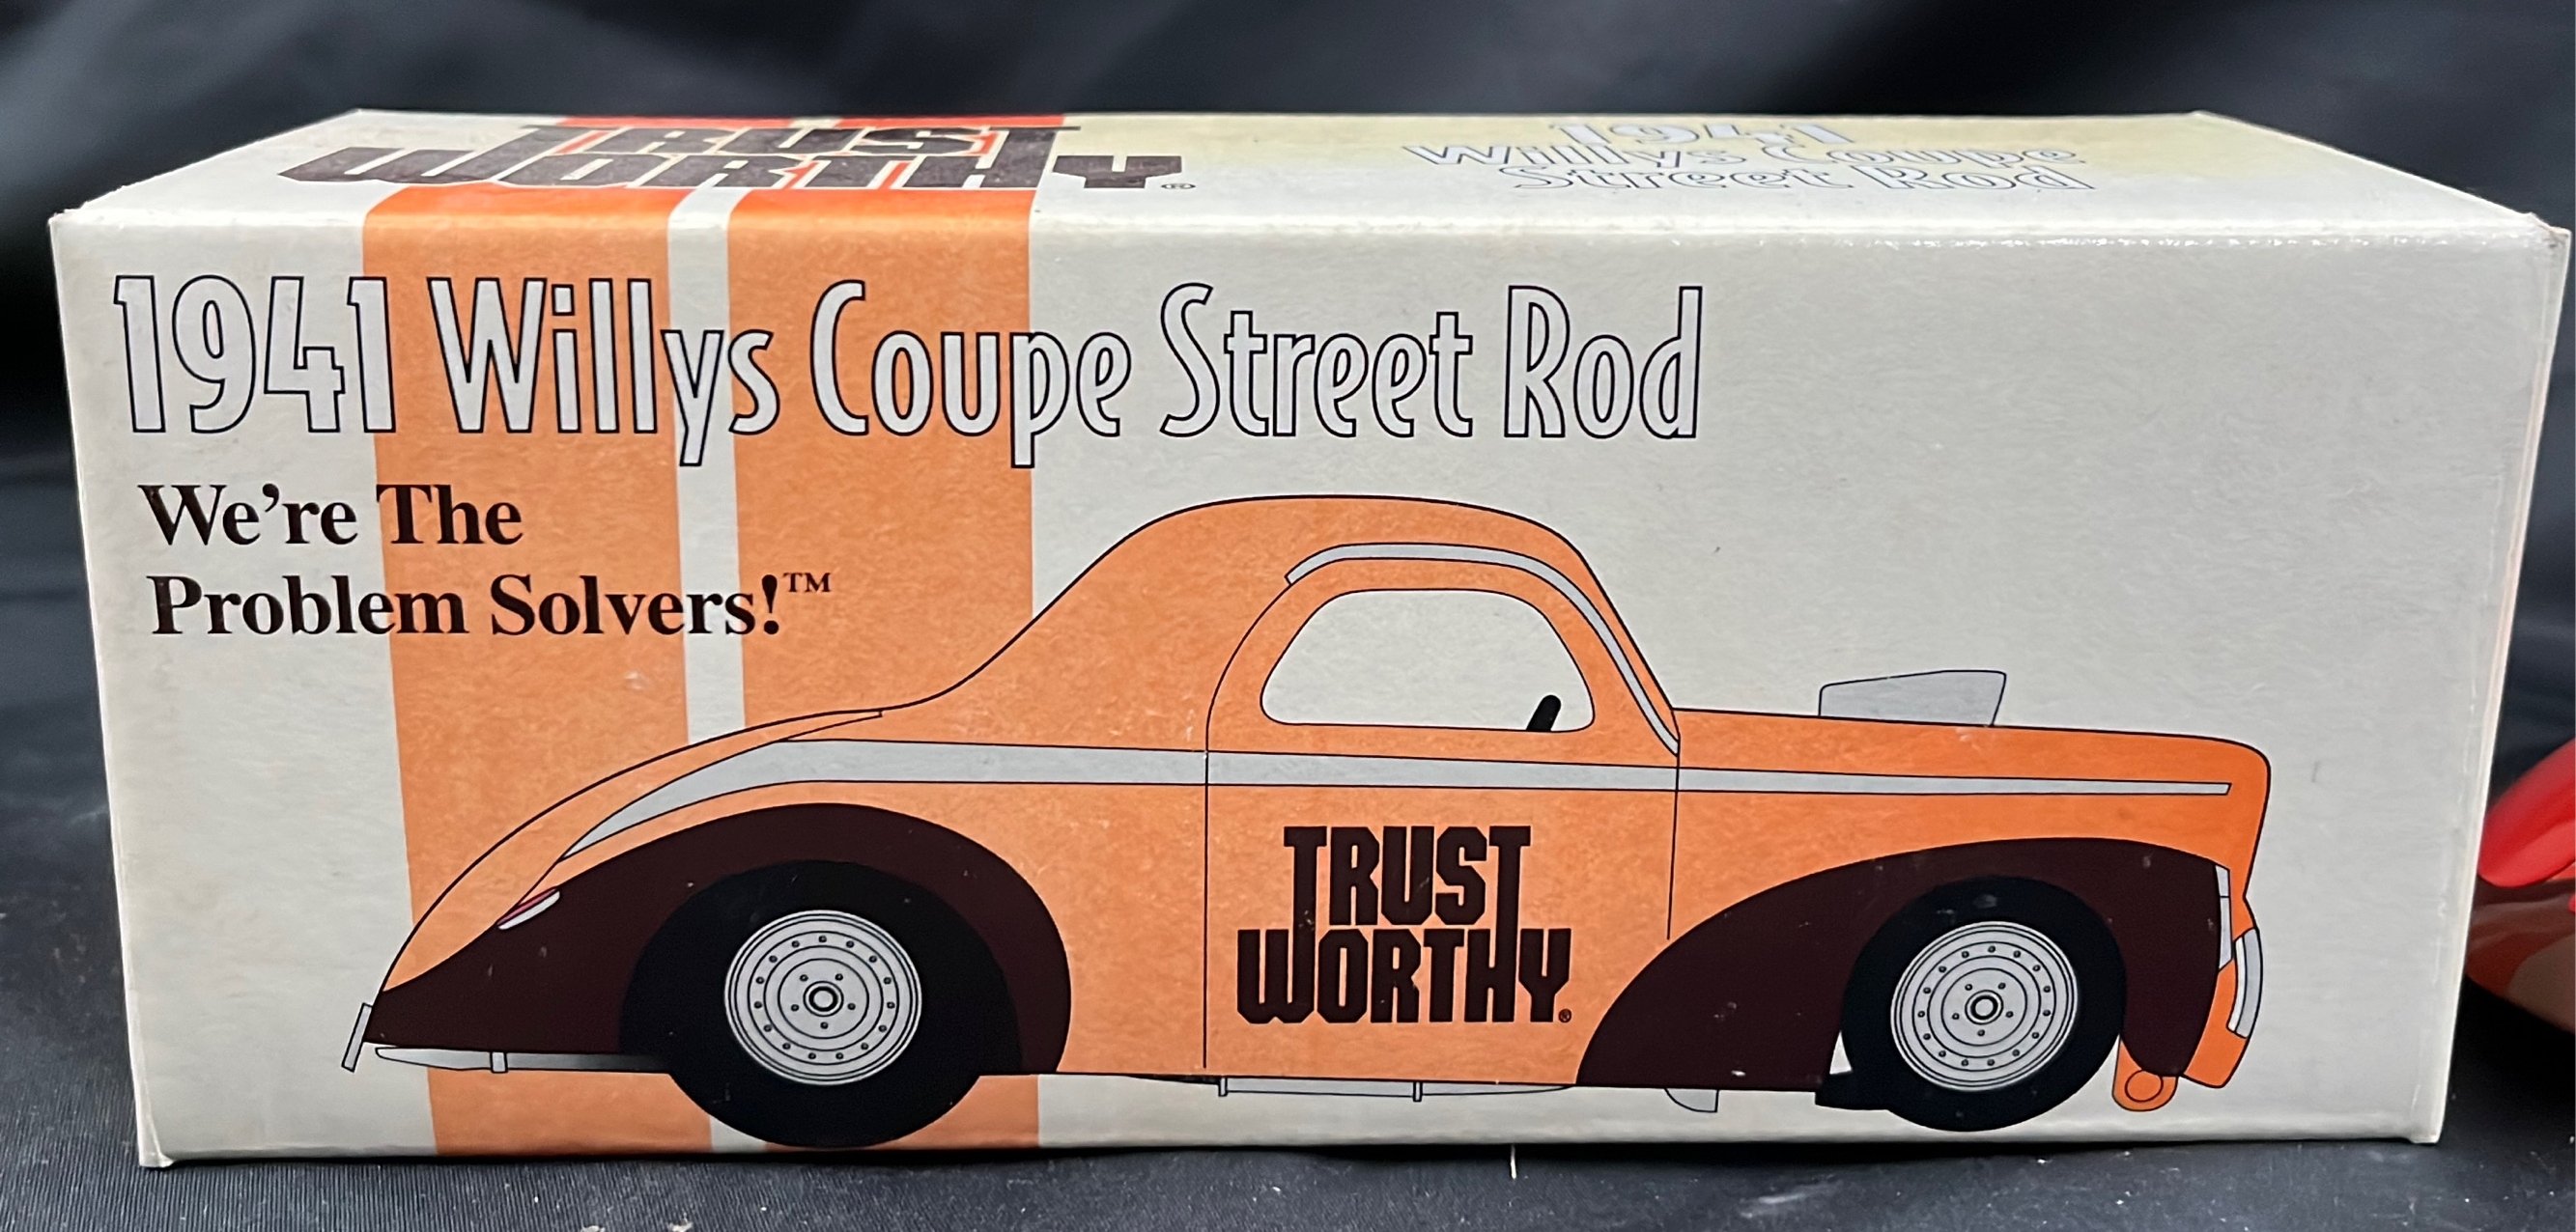 TRUST
WORTHY®
1941
Willys Coupe
Street Rod
1941 Willys Coupe Street Rod
We're The
Problem Solvers!™
TRUST
WORTHY®